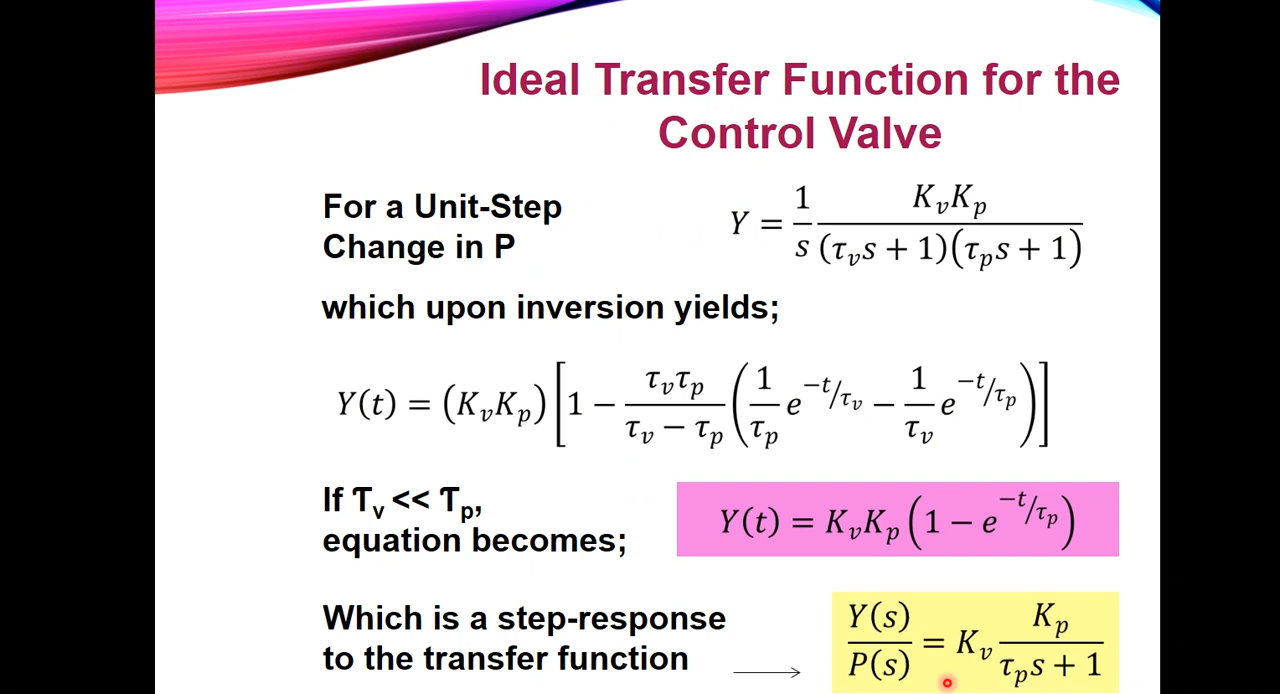 Ideal Transfer Function for the
Control Valve
For a Unit-Step
Change in P
Y = 1/s K_vK_p/((τ_vs + 1)(τ_ps + 1))
which upon inversion yields;
Y(t) = (K_vK_p)[1 − τ_vτ_p/(τ_v − τ_p) (1/τ_p e^(−t/τ_v) − 1/τ_v e^(−t/τ_p))]
If Ƭ_v << Ƭ_p,
equation becomes;
Y(t) = K_vK_p(1 − e^(−t/τ_p))
Which is a step-response
to the transfer function
Y(s)/P(s) = K_v K_p/(τ_ps + 1)